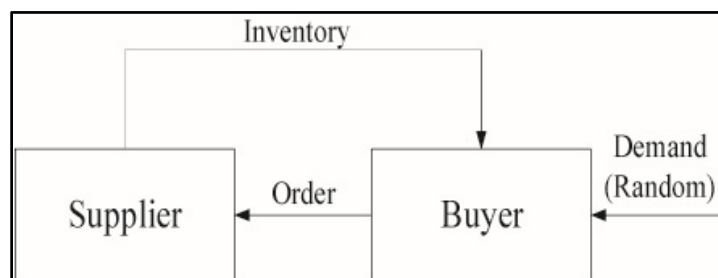 Inventory
Demand
(Random)
Order
Supplier
Buyer